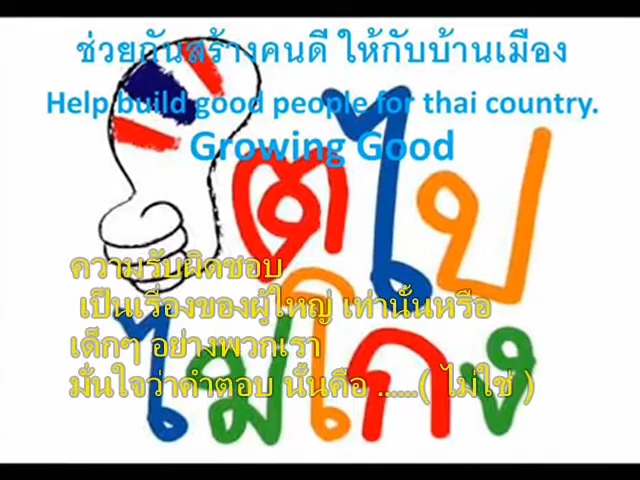 ช่วยกันสร้างคนดี ให้กับบ้านเมือง
Help build good people for thai country.
Growing Good
โตไป
ไม่โกง
ความรับผิดชอบ
เป็นเรื่องของผู้ใหญ่ เท่านั้นหรือ
เด็กๆ อย่างพวกเรา
มั่นใจว่าคำตอบ นั้นคือ ......( ไม่ใช่ )